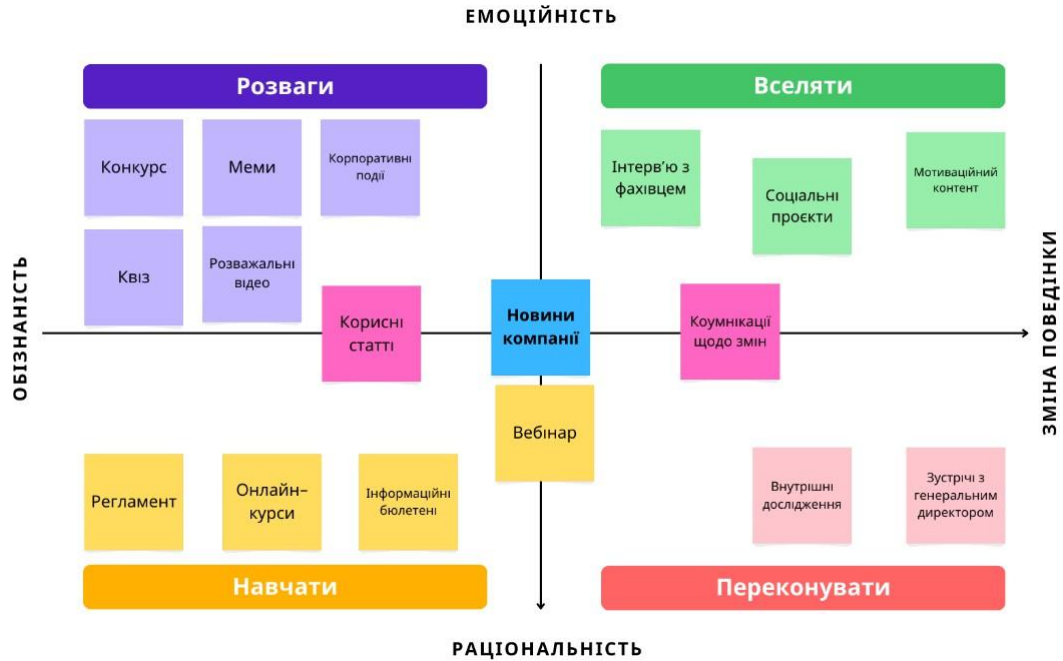 ЕМОЦІЙНІСТЬ
Розваги
Вселяти
Конкурс
Меми
Корпоративні
події
Інтерв'ю з
фахівцем
Соціальні
проєкти
Мотиваційний
контент
Квіз
Розважальні
відео
ОБІЗНАНІСТЬ
Корисні
статті
Новини
компанії
Коумнікації
щодо змін
ЗМІНА ПОВЕДІНКИ
Вебінар
Регламент
Онлайн–
курси
Інформаційні
бюлетені
Внутрішні
дослідження
Зустрічі з
генеральним
директором
Навчати
Переконувати
РАЦІОНАЛЬНІСТЬ